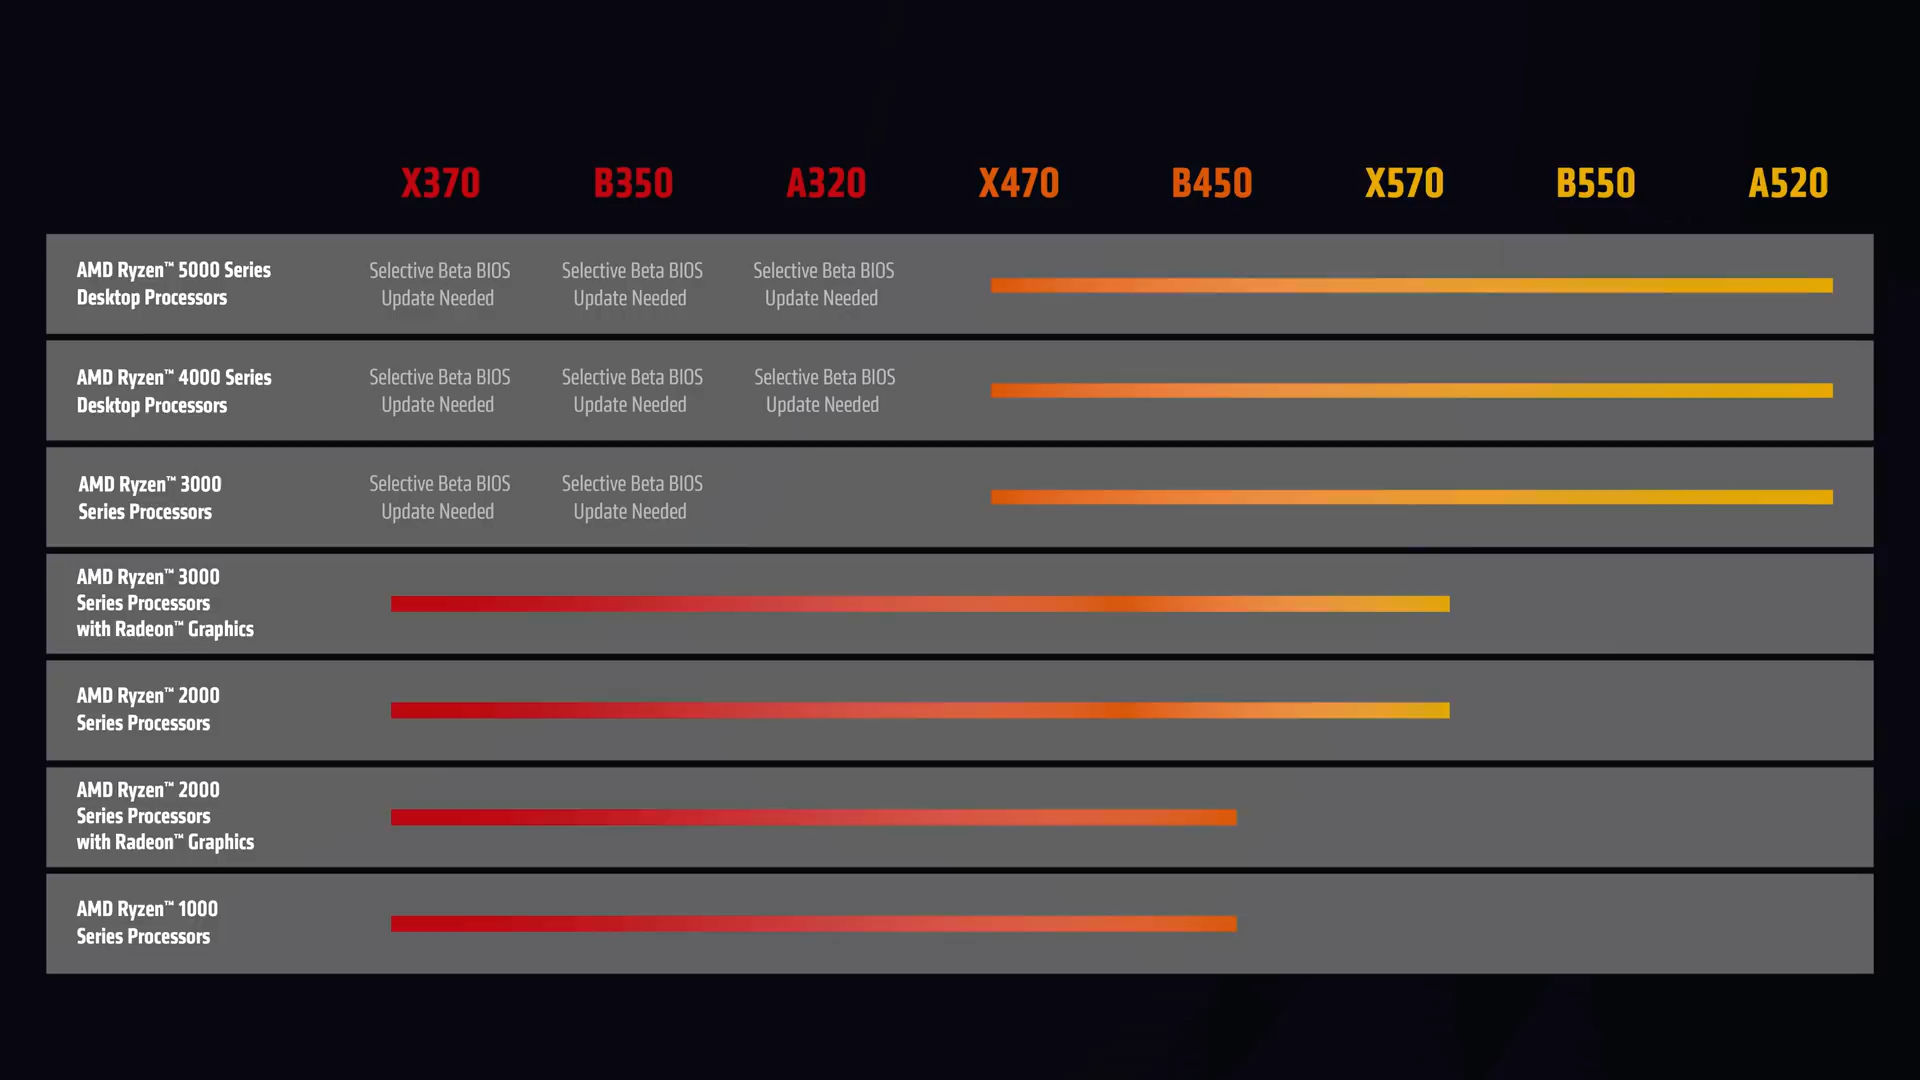 X370 B350 A320 X470 B450 X570 B550 A520
AMD Ryzen™ 5000 Series
Desktop Processors
Selective Beta BIOS
Update Needed
Selective Beta BIOS
Update Needed
Selective Beta BIOS
Update Needed
AMD Ryzen™ 4000 Series
Desktop Processors
Selective Beta BIOS
Update Needed
Selective Beta BIOS
Update Needed
Selective Beta BIOS
Update Needed
AMD Ryzen™ 3000
Series Processors
Selective Beta BIOS
Update Needed
Selective Beta BIOS
Update Needed
AMD Ryzen™ 3000
Series Processors
with Radeon™ Graphics
AMD Ryzen™ 2000
Series Processors
AMD Ryzen™ 2000
Series Processors
with Radeon™ Graphics
AMD Ryzen™ 1000
Series Processors